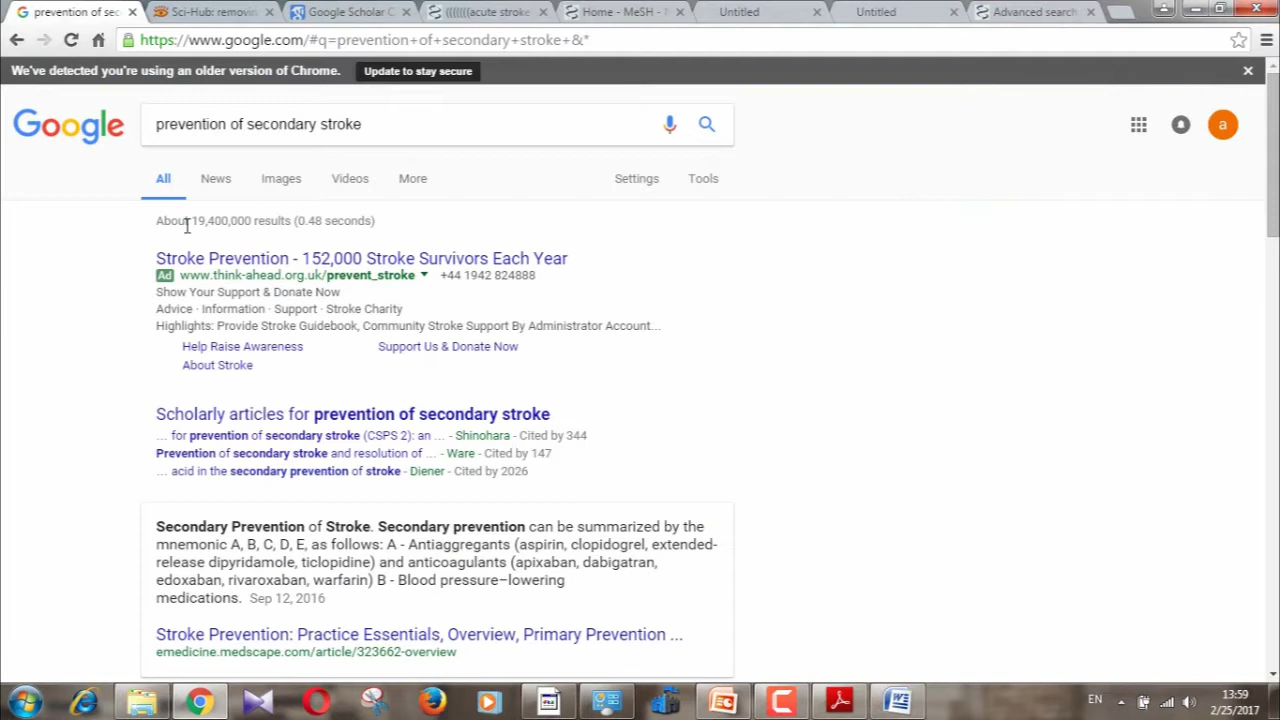 prevention of sec
Sci-Hub: removin
Google Scholar C
(((((((acute stroke
Home - MeSH - N
Untitled
Untitled
Advanced search
https://www.google.com/#q=prevention+of+secondary+stroke+&*
We've detected you're using an older version of Chrome.
Update to stay secure
Google
prevention of secondary stroke
a
All
News
Images
Videos
More
Settings
Tools
About 19,400,000 results (0.48 seconds)
Stroke Prevention - 152,000 Stroke Survivors Each Year
Ad www.think-ahead.org.uk/prevent_stroke +44 1942 824888
Show Your Support & Donate Now
Advice · Information · Support · Stroke Charity
Highlights: Provide Stroke Guidebook, Community Stroke Support By Administrator Account...
Help Raise Awareness
Support Us & Donate Now
About Stroke
Scholarly articles for prevention of secondary stroke
... for prevention of secondary stroke (CSPS 2): an ... - Shinohara - Cited by 344
Prevention of secondary stroke and resolution of ... - Ware - Cited by 147
... acid in the secondary prevention of stroke - Diener - Cited by 2026
Secondary Prevention of Stroke. Secondary prevention can be summarized by the
mnemonic A, B, C, D, E, as follows: A - Antiaggregants (aspirin, clopidogrel, extended-
release dipyridamole, ticlopidine) and anticoagulants (apixaban, dabigatran,
edoxaban, rivaroxaban, warfarin) B - Blood pressure–lowering
medications. Sep 12, 2016
Stroke Prevention: Practice Essentials, Overview, Primary Prevention ...
emedicine.medscape.com/article/323662-overview
EN
13:59
2/25/2017